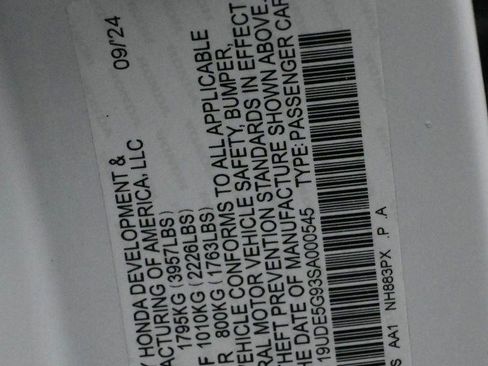 Y HONDA DEVELOPMENT & 09/'24
ACTURING OF AMERICA, LLC
1795KG (3957LBS)
F 1010KG (2226LBS)
R 800KG (1763LBS)
VEHICLE CONFORMS TO ALL APPLICABLE
RAL MOTOR VEHICLE SAFETY, BUMPER,
THEFT PREVENTION STANDARDS IN EFFECT
HE DATE OF MANUFACTURE SHOWN ABOVE.
19UDE5G93SA000545 TYPE:PASSENGER CAR
S AA1 NH883PX .P .A